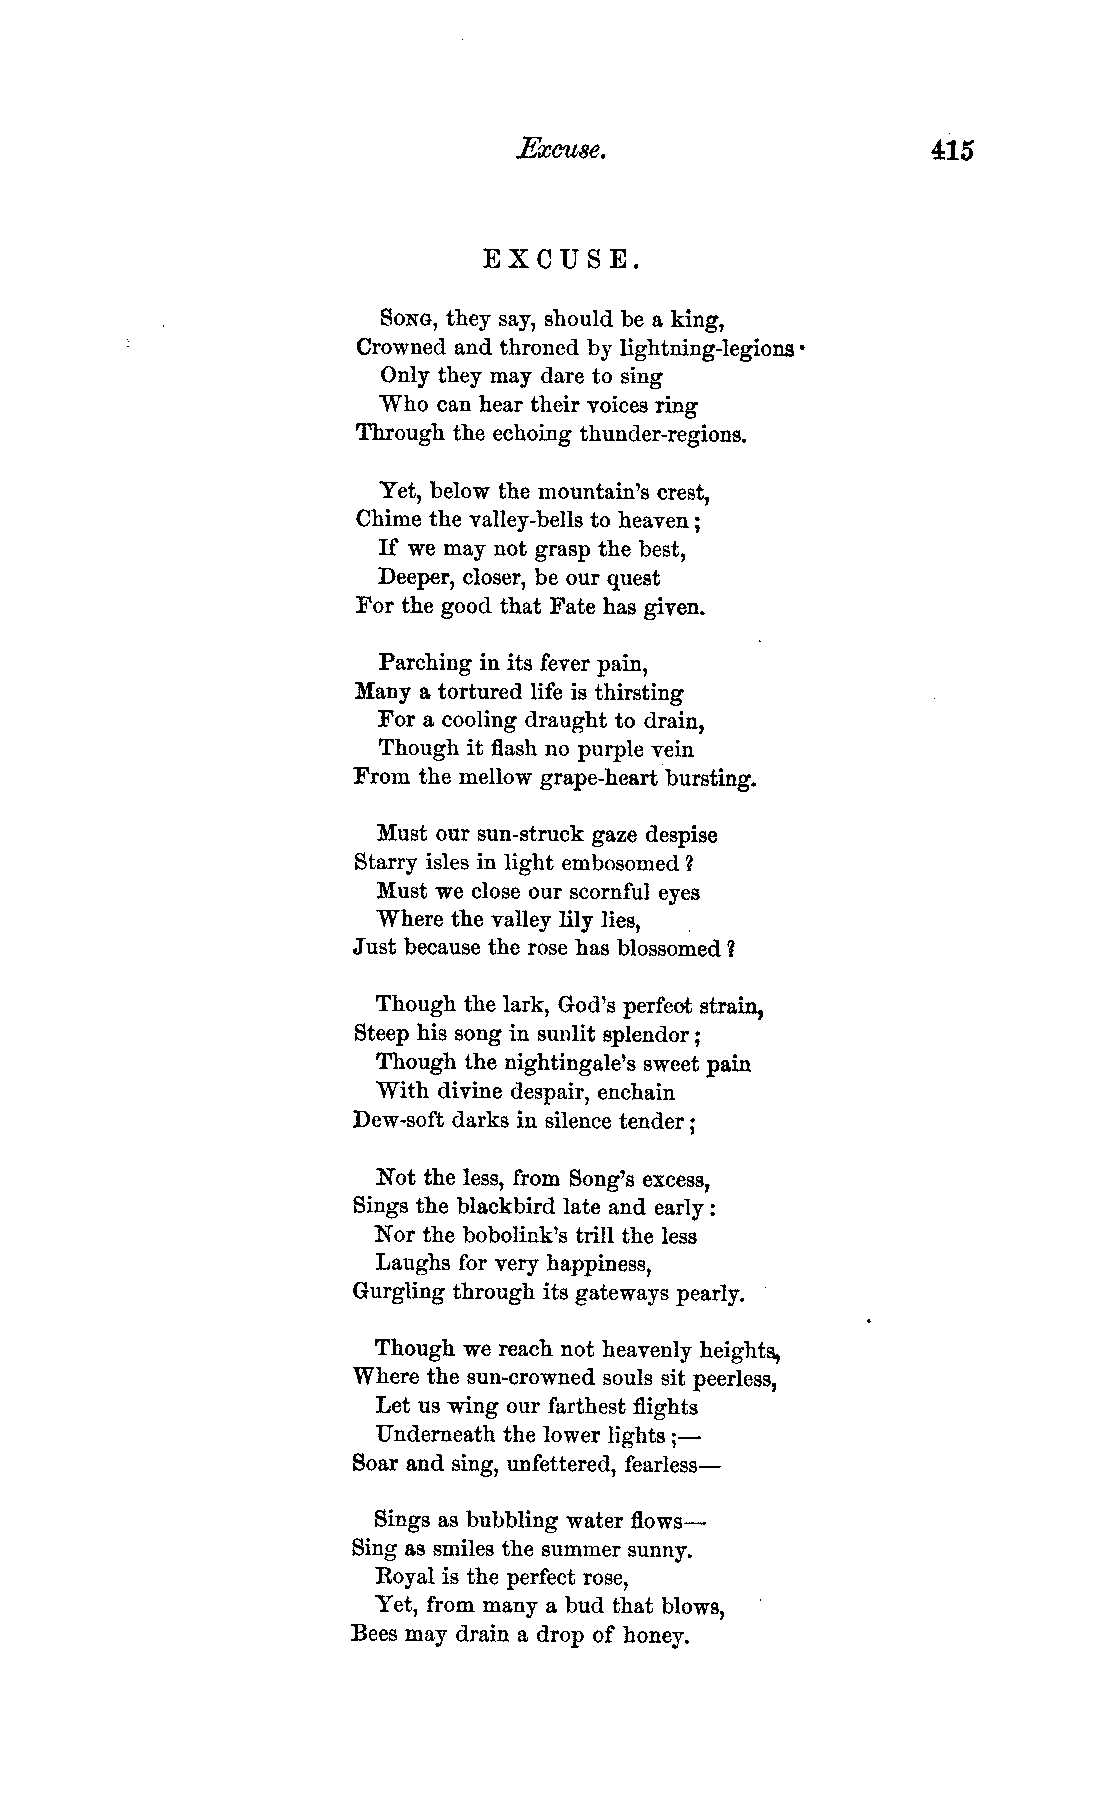 Excuse. 415
EXCUSE.
SONG, they say, should be a king,
Crowned and throned by lightning-legions·
Only they may dare to sing
Who can hear their voices ring
Through the echoing thunder-regions.
Yet, below the mountain's crest,
Chime the valley-bells to heaven;
If we may not grasp the best,
Deeper, closer, be our quest
For the good that Fate has given.
Parching in its fever pain,
Many a tortured life is thirsting
For a cooling draught to drain,
Though it flash no purple vein
From the mellow grape-heart bursting.
Must our sun-struck gaze despise
Starry isles in light embosomed?
Must we close our scornful eyes
Where the valley lily lies,
Just because the rose has blossomed?
Though the lark, God's perfect strain,
Steep his song in sunlit splendor;
Though the nightingale's sweet pain
With divine despair, enchain
Dew-soft darks in silence tender;
Not the less, from Song's excess,
Sings the blackbird late and early:
Nor the bobolink's trill the less
Laughs for very happiness,
Gurgling through its gateways pearly.
Though we reach not heavenly heights,
Where the sun-crowned souls sit peerless,
Let us wing our farthest flights
Underneath the lower lights;—
Soar and sing, unfettered, fearless—
Sings as bubbling water flows—
Sing as smiles the summer sunny.
Royal is the perfect rose,
Yet, from many a bud that blows,
Bees may drain a drop of honey.